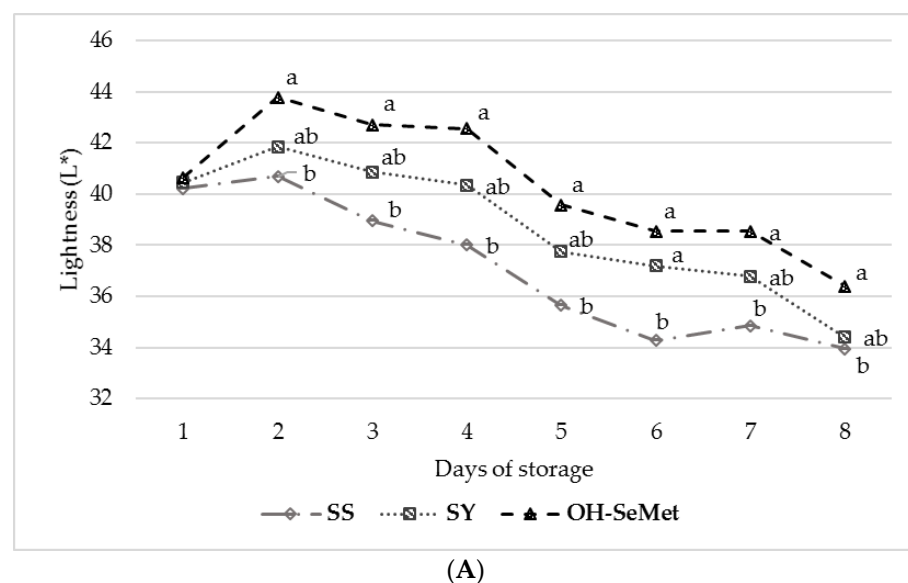 46
44
42
40
38
36
34
32
Lightness (L*)
a a a a a a a
ab ab ab ab a ab ab
b b b b b b b
1 2 3 4 5 6 7 8
Days of storage
SS SY OH-SeMet
(A)